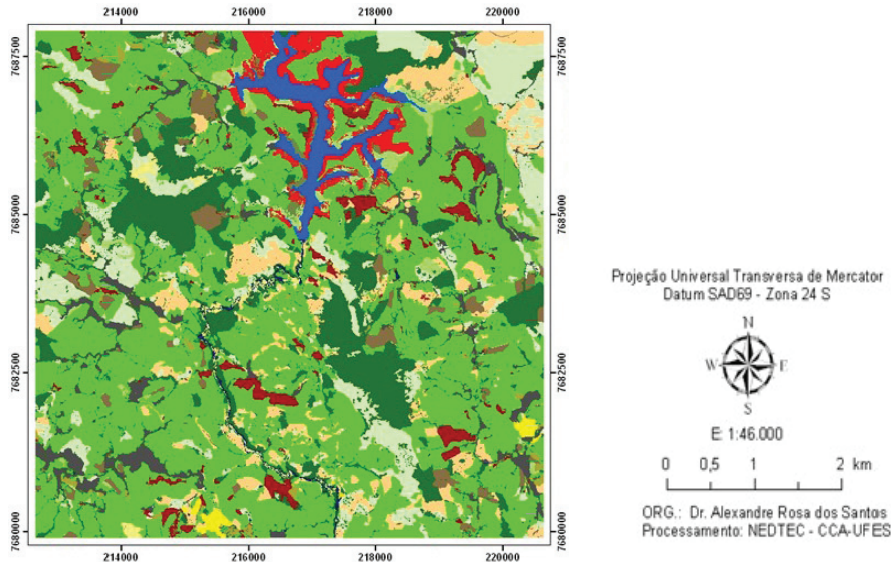 214000 216000 218000 220000
7687500 7687500
7685000 7685000
7682500 7682500
7680000 7680000
214000 216000 218000 220000
Projeção Universal Transversa de Mercator
Datum SAD69 - Zona 24 S
N
W E
S
E: 1:46.000
0 0,5 1 2 km
ORG.: Dr. Alexandre Rosa dos Santos
Processamento: NEDTEC - CCA-UFES